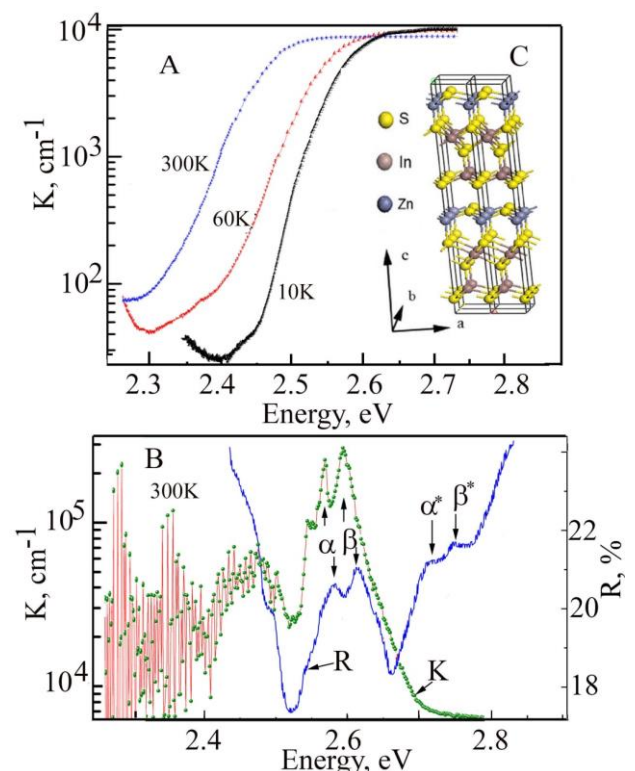 10⁴
A
C
S
In
Zn
10³
K, cm⁻¹
300K
60K
10K
10²
c
b
a
2.3 2.4 2.5 2.6 2.7 2.8
Energy, eV
B
300K
α*
β*
10⁵
α
β
22
K, cm⁻¹
R, %
20
R
K
10⁴
18
2.4 2.6 2.8
Energy, eV